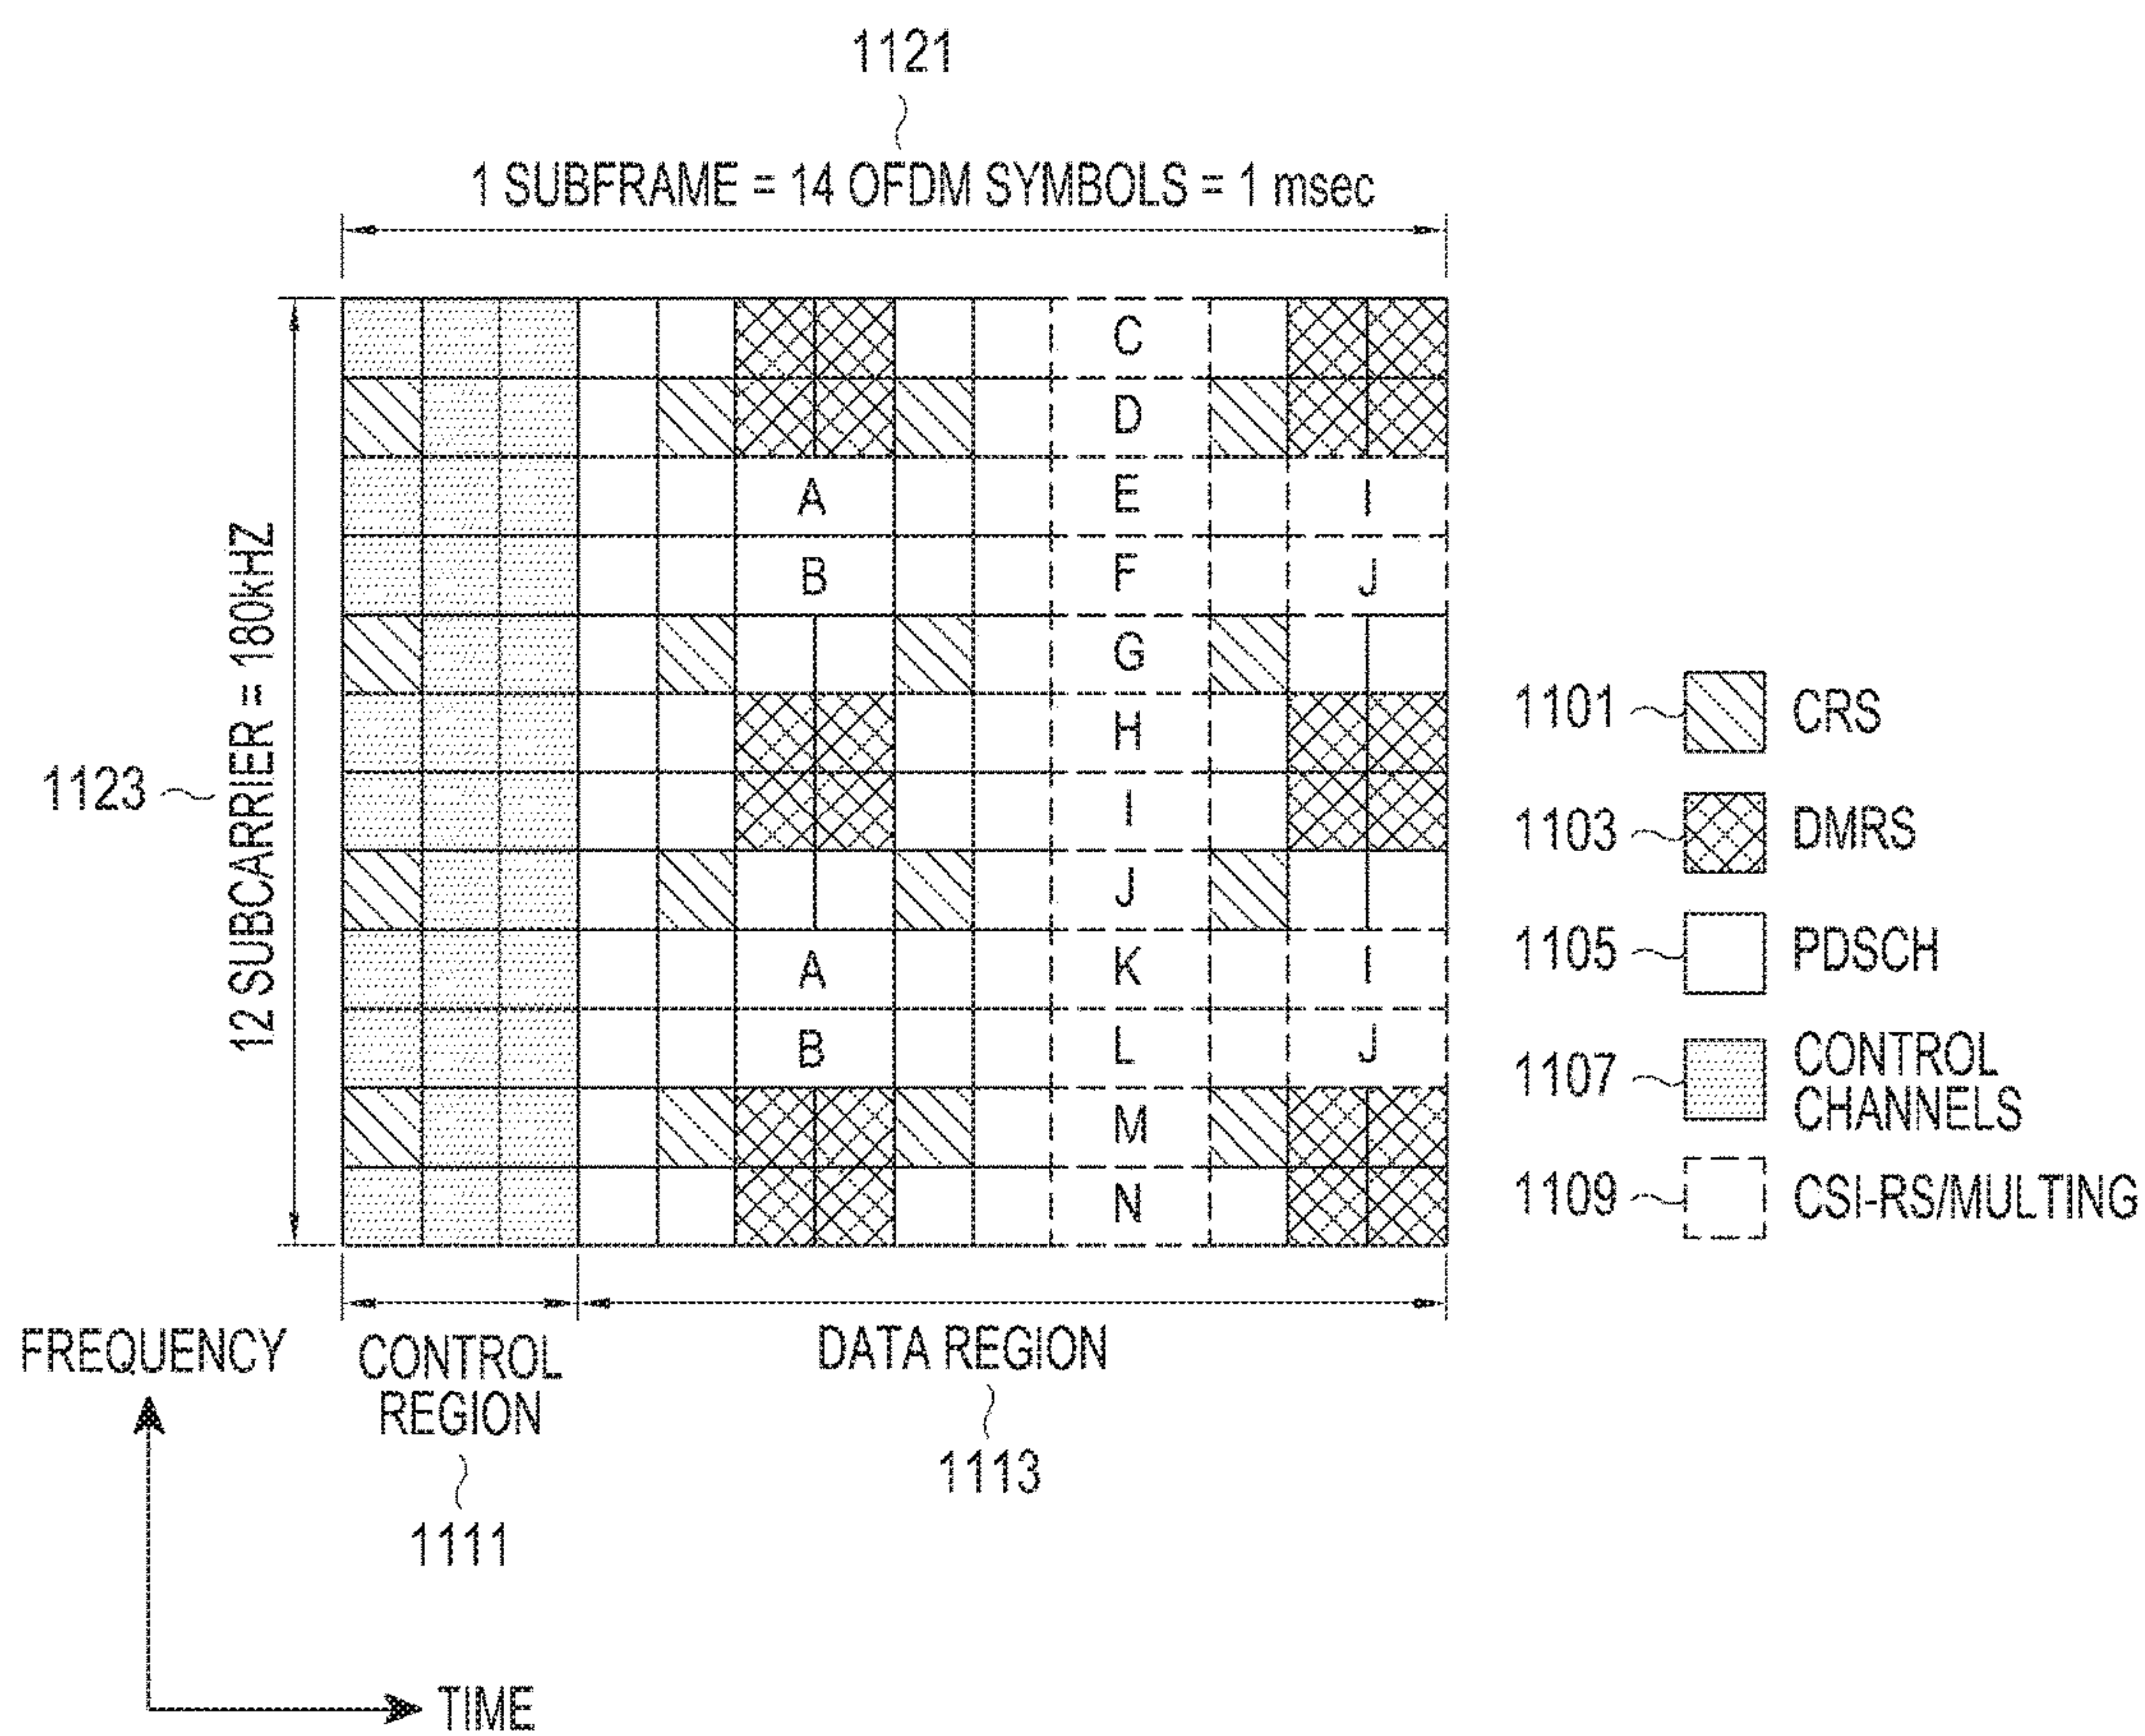 1121
1 SUBFRAME = 14 OFDM SYMBOLS = 1 msec
1123
12 SUBCARRIER = 180kHZ
C
D
A E I
B F J
G
H
I
J
A K I
B L J
M
N
1101 CRS
1103 DMRS
1105 PDSCH
1107 CONTROL
CHANNELS
1109 CSI-RS/MULTING
CONTROL
REGION
1111
DATA REGION
1113
FREQUENCY
TIME